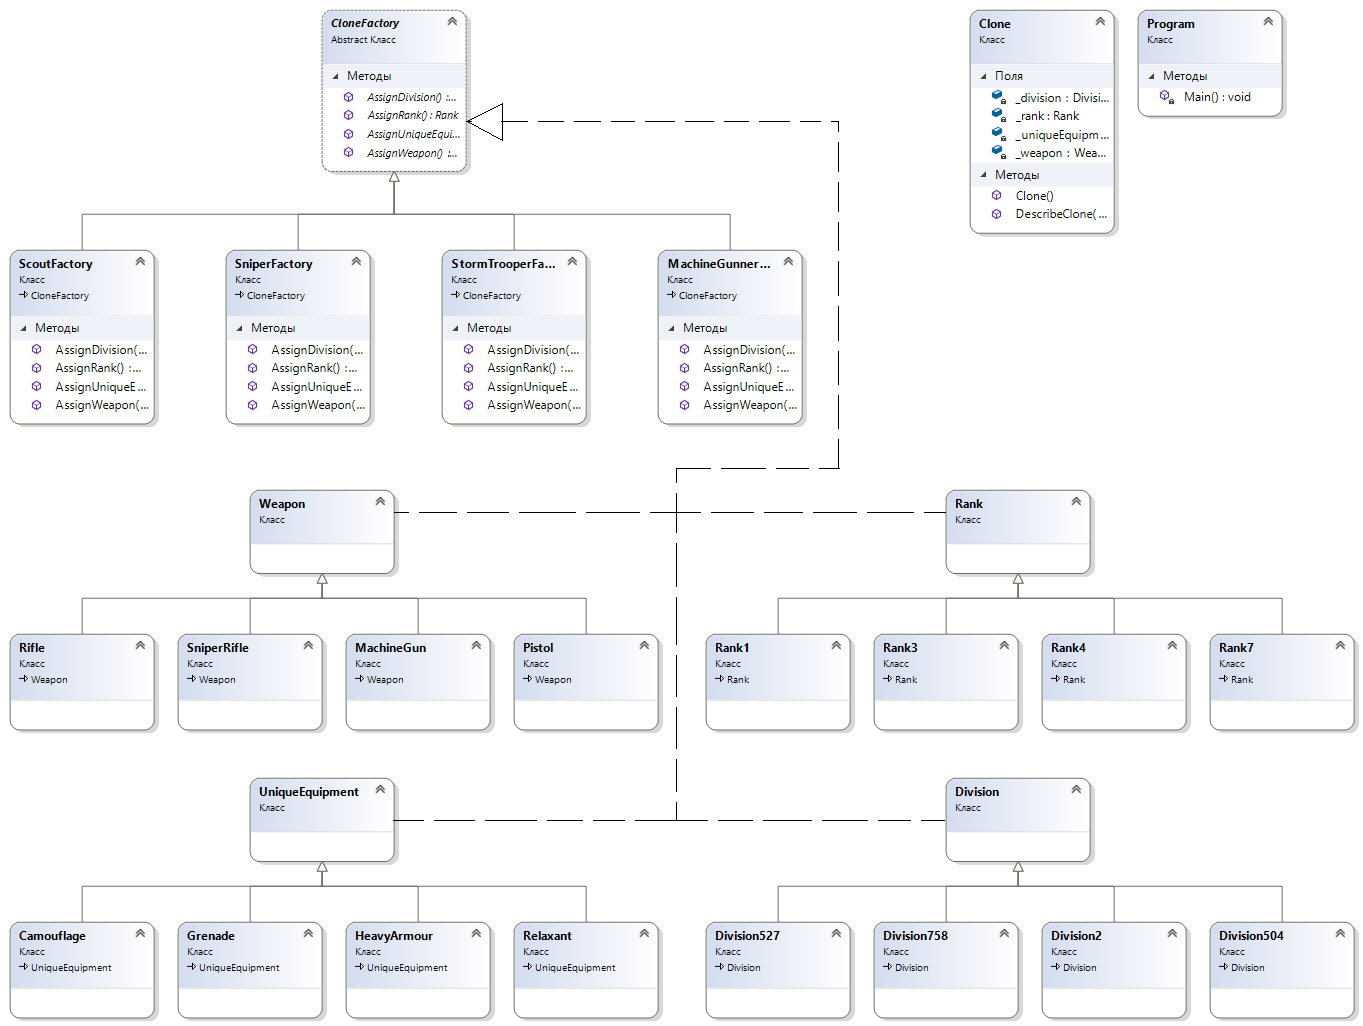 CloneFactory
Abstract Класс
Методы
AssignDivision() :...
AssignRank() : Rank
AssignUniqueEqui...
AssignWeapon() :...
Clone
Класс
Поля
_division : Divisi...
_rank : Rank
_uniqueEquipm...
_weapon : Wea...
Методы
Clone()
DescribeClone(...
Program
Класс
Методы
Main() : void
ScoutFactory
Класс
CloneFactory
Методы
AssignDivision(...
AssignRank() :...
AssignUniqueE...
AssignWeapon(...
SniperFactory
Класс
CloneFactory
Методы
AssignDivision(...
AssignRank() :...
AssignUniqueE...
AssignWeapon(...
StormTrooperFa...
Класс
CloneFactory
Методы
AssignDivision(...
AssignRank() :...
AssignUniqueE...
AssignWeapon(...
MachineGunner...
Класс
CloneFactory
Методы
AssignDivision(...
AssignRank() :...
AssignUniqueE...
AssignWeapon(...
Weapon
Класс
Rank
Класс
Rifle
Класс
Weapon
SniperRifle
Класс
Weapon
MachineGun
Класс
Weapon
Pistol
Класс
Weapon
Rank1
Класс
Rank
Rank3
Класс
Rank
Rank4
Класс
Rank
Rank7
Класс
Rank
UniqueEquipment
Класс
Division
Класс
Camouflage
Класс
UniqueEquipment
Grenade
Класс
UniqueEquipment
HeavyArmour
Класс
UniqueEquipment
Relaxant
Класс
UniqueEquipment
Division527
Класс
Division
Division758
Класс
Division
Division2
Класс
Division
Division504
Класс
Division